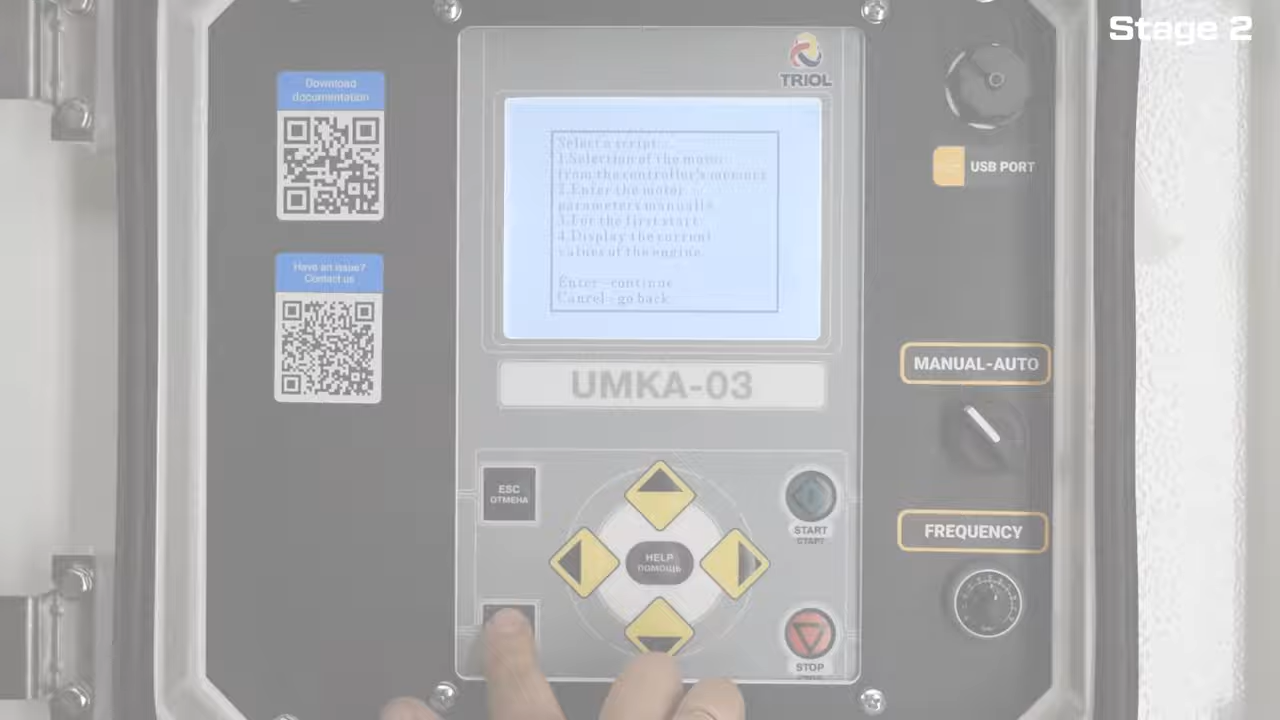 Stage 2
Download
documentation
TRIOL
USB PORT
Select a script:
1.Selection of the motor
from the controller's memory
2.Enter the motor
parameters manually
3.For the first start
4.Display the current
values of the engine
Enter - continue
Cancel - go back
Have an issue?
Contact us
UMKA-03
MANUAL-AUTO
ESC
ОТМЕНА
START
СТАРТ
FREQUENCY
HELP
ПОМОЩЬ
STOP